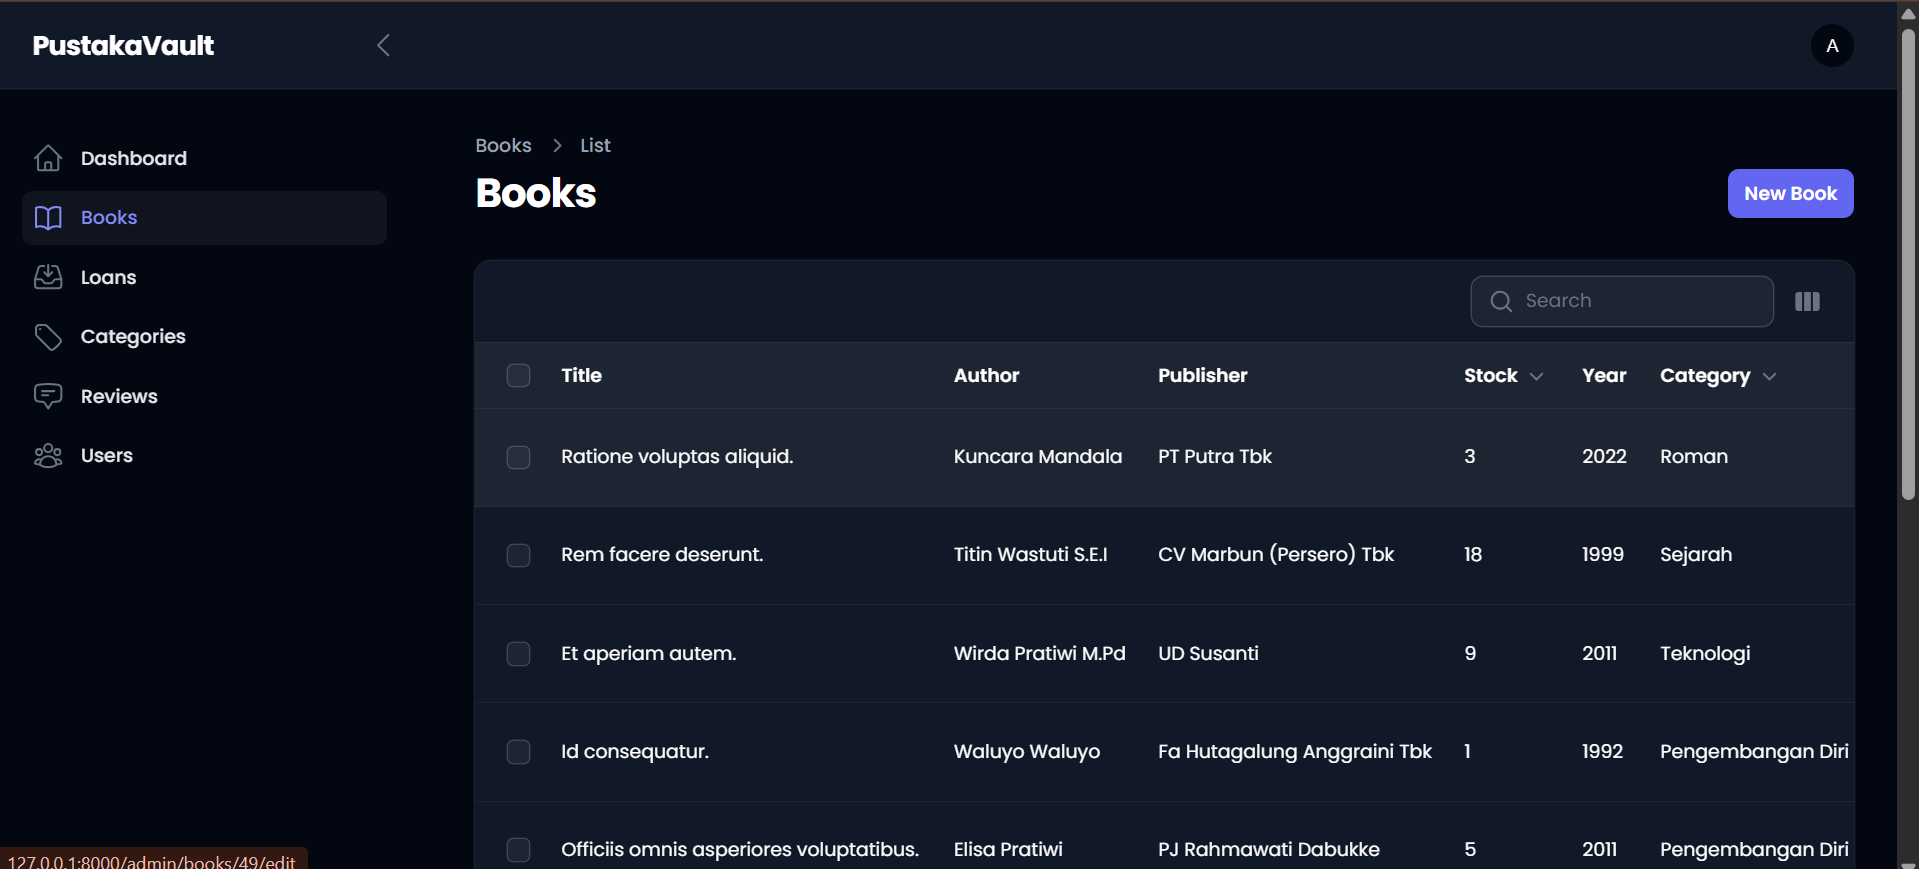 PustakaVault
A
Dashboard
Books
Loans
Categories
Reviews
Users
Books > List
Books
New Book
Search
Title Author Publisher Stock Year Category
Ratione voluptas aliquid. Kuncara Mandala PT Putra Tbk 3 2022 Roman
Rem facere deserunt. Titin Wastuti S.E.I CV Marbun (Persero) Tbk 18 1999 Sejarah
Et aperiam autem. Wirda Pratiwi M.Pd UD Susanti 9 2011 Teknologi
Id consequatur. Waluyo Waluyo Fa Hutagalung Anggraini Tbk 1 1992 Pengembangan Diri
Officiis omnis asperiores voluptatibus. Elisa Pratiwi PJ Rahmawati Dabukke 5 2011 Pengembangan Diri
127.0.0.1:8000/admin/books/49/edit